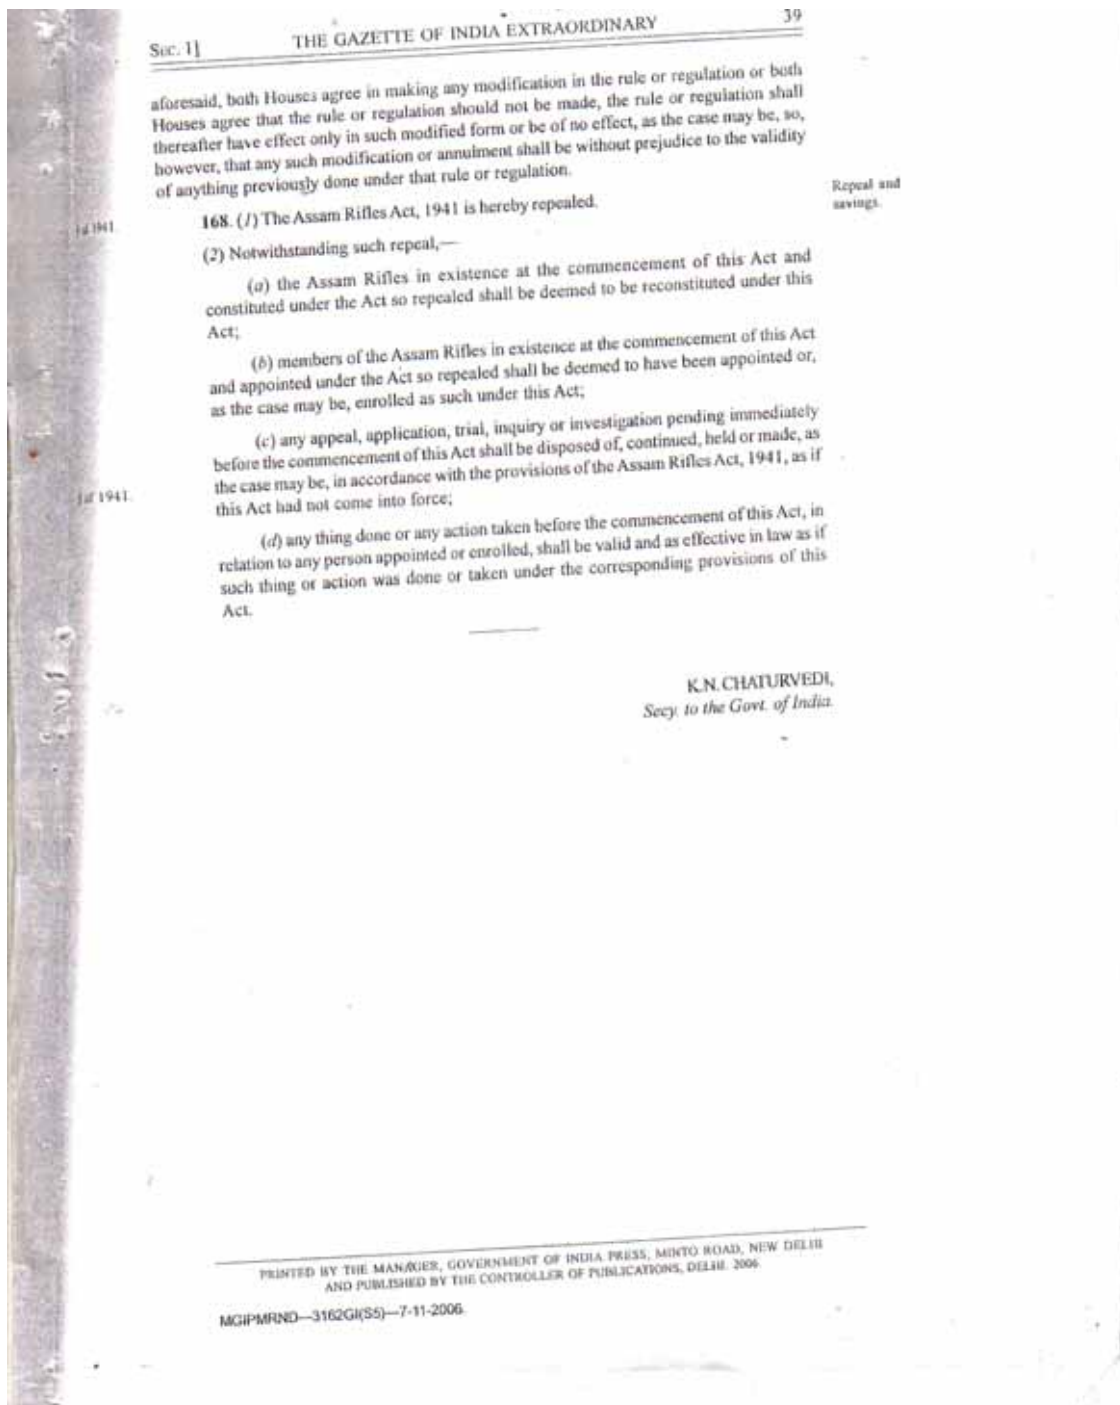 Sec. 1]
THE GAZETTE OF INDIA EXTRAORDINARY
39
aforesaid, both Houses agree in making any modification in the rule or regulation or both
Houses agree that the rule or regulation should not be made, the rule or regulation shall
thereafter have effect only in such modified form or be of no effect, as the case may be, so,
however, that any such modification or annulment shall be without prejudice to the validity
of anything previously done under that rule or regulation.
Repeal and
savings.
1941.
168. (1) The Assam Rifles Act, 1941 is hereby repealed.
(2) Notwithstanding such repeal,—
(a) the Assam Rifles in existence at the commencement of this Act and
constituted under the Act so repealed shall be deemed to be reconstituted under this
Act;
(b) members of the Assam Rifles in existence at the commencement of this Act
and appointed under the Act so repealed shall be deemed to have been appointed or,
as the case may be, enrolled as such under this Act;
(c) any appeal, application, trial, inquiry or investigation pending immediately
before the commencement of this Act shall be disposed of, continued, held or made, as
the case may be, in accordance with the provisions of the Assam Rifles Act, 1941, as if
of 1941.
this Act had not come into force;
(d) any thing done or any action taken before the commencement of this Act, in
relation to any person appointed or enrolled, shall be valid and as effective in law as if
such thing or action was done or taken under the corresponding provisions of this
Act.
K.N. CHATURVEDI,
Secy. to the Govt. of India.
PRINTED BY THE MANAGER, GOVERNMENT OF INDIA PRESS, MINTO ROAD, NEW DELHI
AND PUBLISHED BY THE CONTROLLER OF PUBLICATIONS, DELHI. 2006
MGIPMRND—3162GI(S5)—7-11-2006.